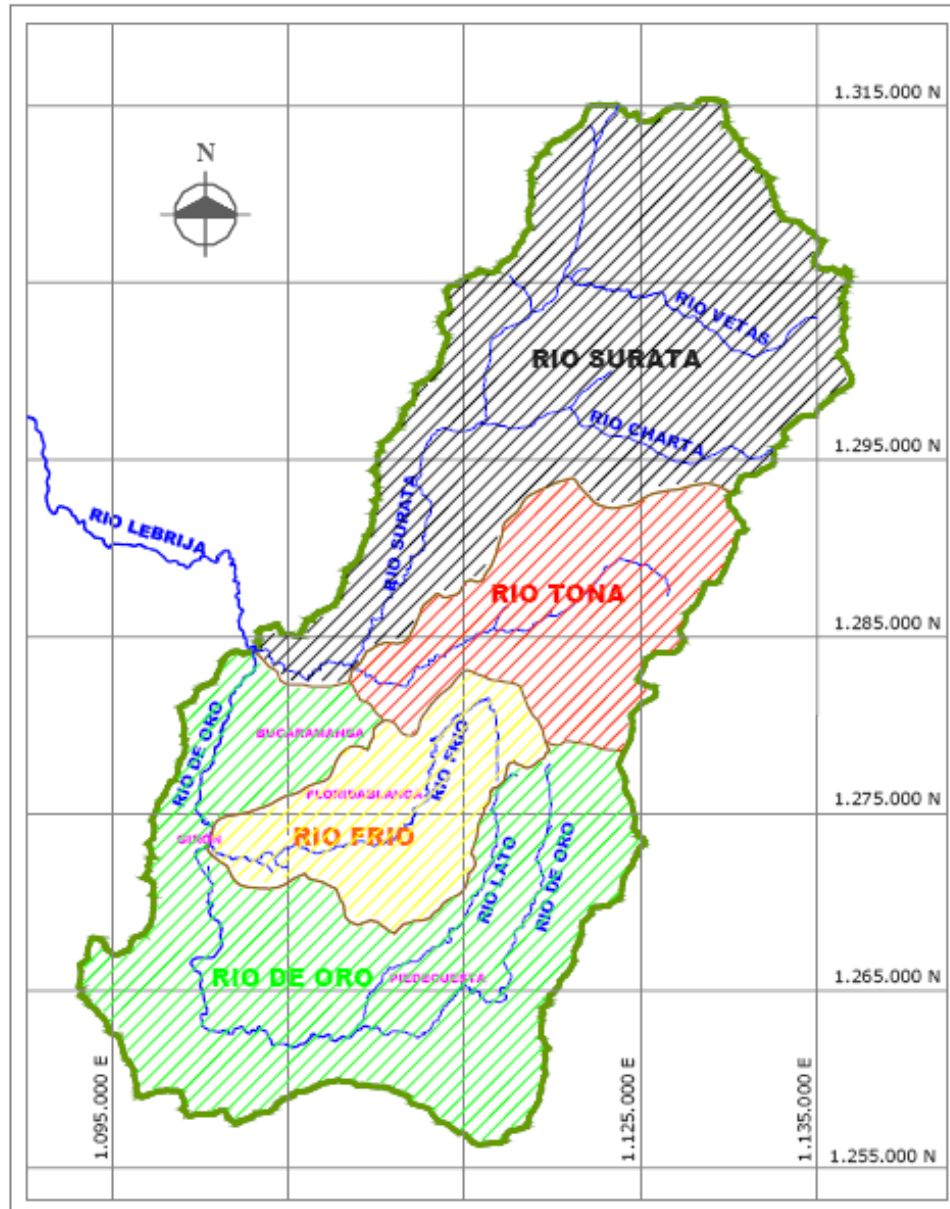 1.315.000 N
N
RIO VETAS
RIO SURATA
RIO CHARTA
1.295.000 N
RIO SURATA
RIO LEBRIJA
RIO TONA
1.285.000 N
RIO DE ORO
BUCARAMANGA
RIO FRIO
FLORIDABLANCA
1.275.000 N
GIRON
RIO FRIO
RIO LATO
RIO DE ORO
RIO DE ORO
PIEDECUESTA
1.265.000 N
1.095.000 E
1.125.000 E
1.135.000 E
1.255.000 N